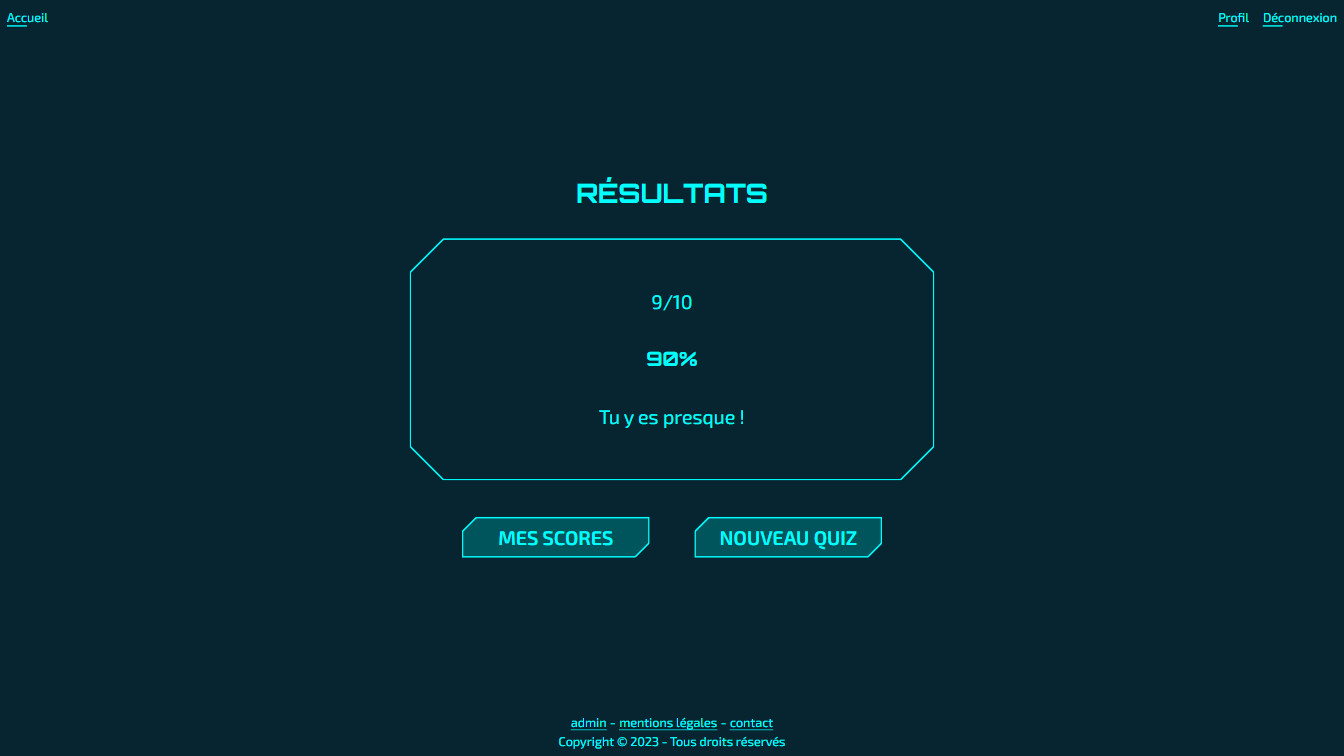 Accueil Profil Déconnexion
RÉSULTATS
9/10
90%
Tu y es presque !
MES SCORES NOUVEAU QUIZ
admin - mentions légales - contact
Copyright © 2023 - Tous droits réservés